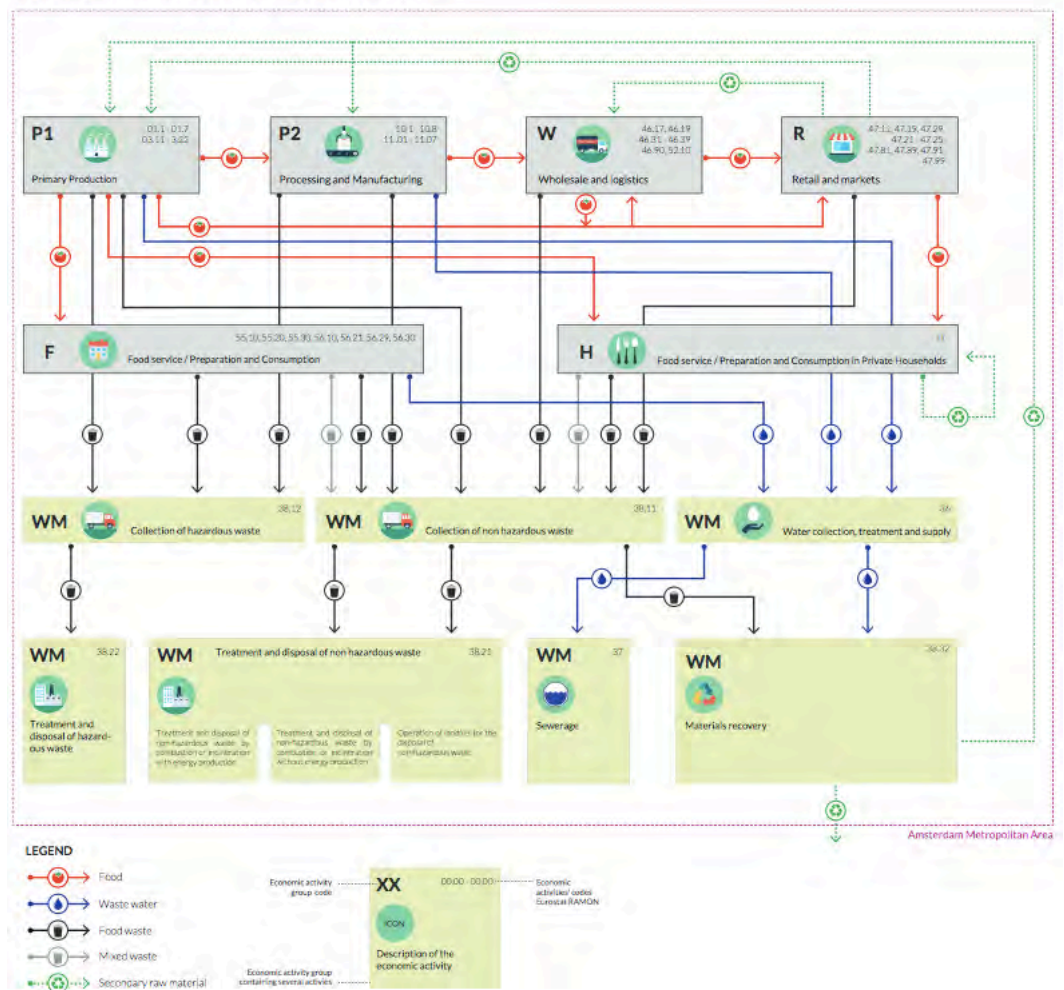 P1
01.1 - 01.7
03.11 - 3.22
Primary Production
P2
10.1 - 10.8
11.01 - 11.07
Processing and Manufacturing
W
46.17, 46.19
46.31 - 46.39
46.90, 52.10
Wholesale and logistics
R
47.11, 47.19, 47.29
47.21 - 47.25
47.81, 47.89, 47.91
47.99
Retail and markets
F
55.10, 55.20, 55.30, 56.10, 56.21, 56.29, 56.30
Food service / Preparation and Consumption
H
Food service / Preparation and Consumption in Private Households
WM
38.12
Collection of hazardous waste
WM
38.11
Collection of non hazardous waste
WM
36
Water collection, treatment and supply
WM
38.22
Treatment and
disposal of hazard-
ous waste
WM
Treatment and disposal of non hazardous waste
38.21
Treatment and disposal of
non-hazardous waste by
combustion or incineration
with energy production
Treatment and disposal of
non-hazardous waste by
combustion or incineration
without energy production
Operation of landfills for the
disposal of
non-hazardous waste
WM
37
Sewerage
WM
Materials recovery
Amsterdam Metropolitan Area
LEGEND
Food
Waste water
Food waste
Mixed waste
Secondary raw material
Economic activity
group code
XX
00.00 - 00.00
Economic
activities' codes
Eurostat RAMON
ICON
Description of the
economic activity
Economic activity group
containing several activies